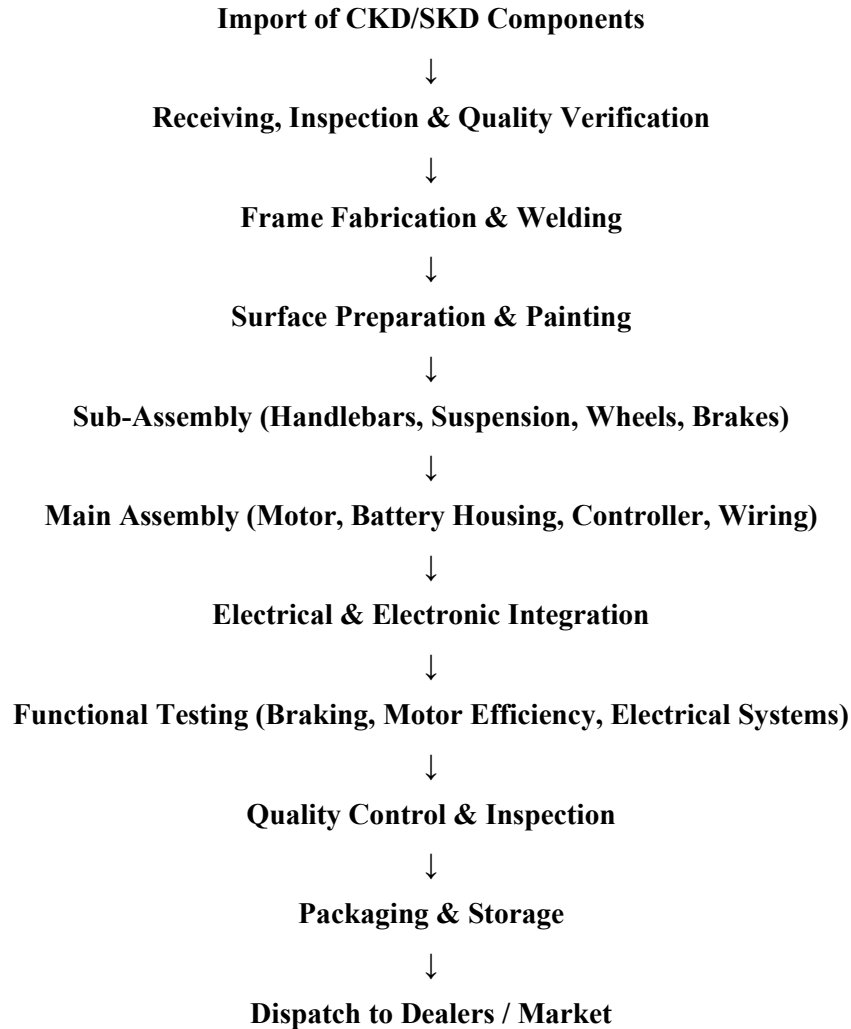 Import of CKD/SKD Components
↓
Receiving, Inspection & Quality Verification
↓
Frame Fabrication & Welding
↓
Surface Preparation & Painting
↓
Sub-Assembly (Handlebars, Suspension, Wheels, Brakes)
↓
Main Assembly (Motor, Battery Housing, Controller, Wiring)
↓
Electrical & Electronic Integration
↓
Functional Testing (Braking, Motor Efficiency, Electrical Systems)
↓
Quality Control & Inspection
↓
Packaging & Storage
↓
Dispatch to Dealers / Market